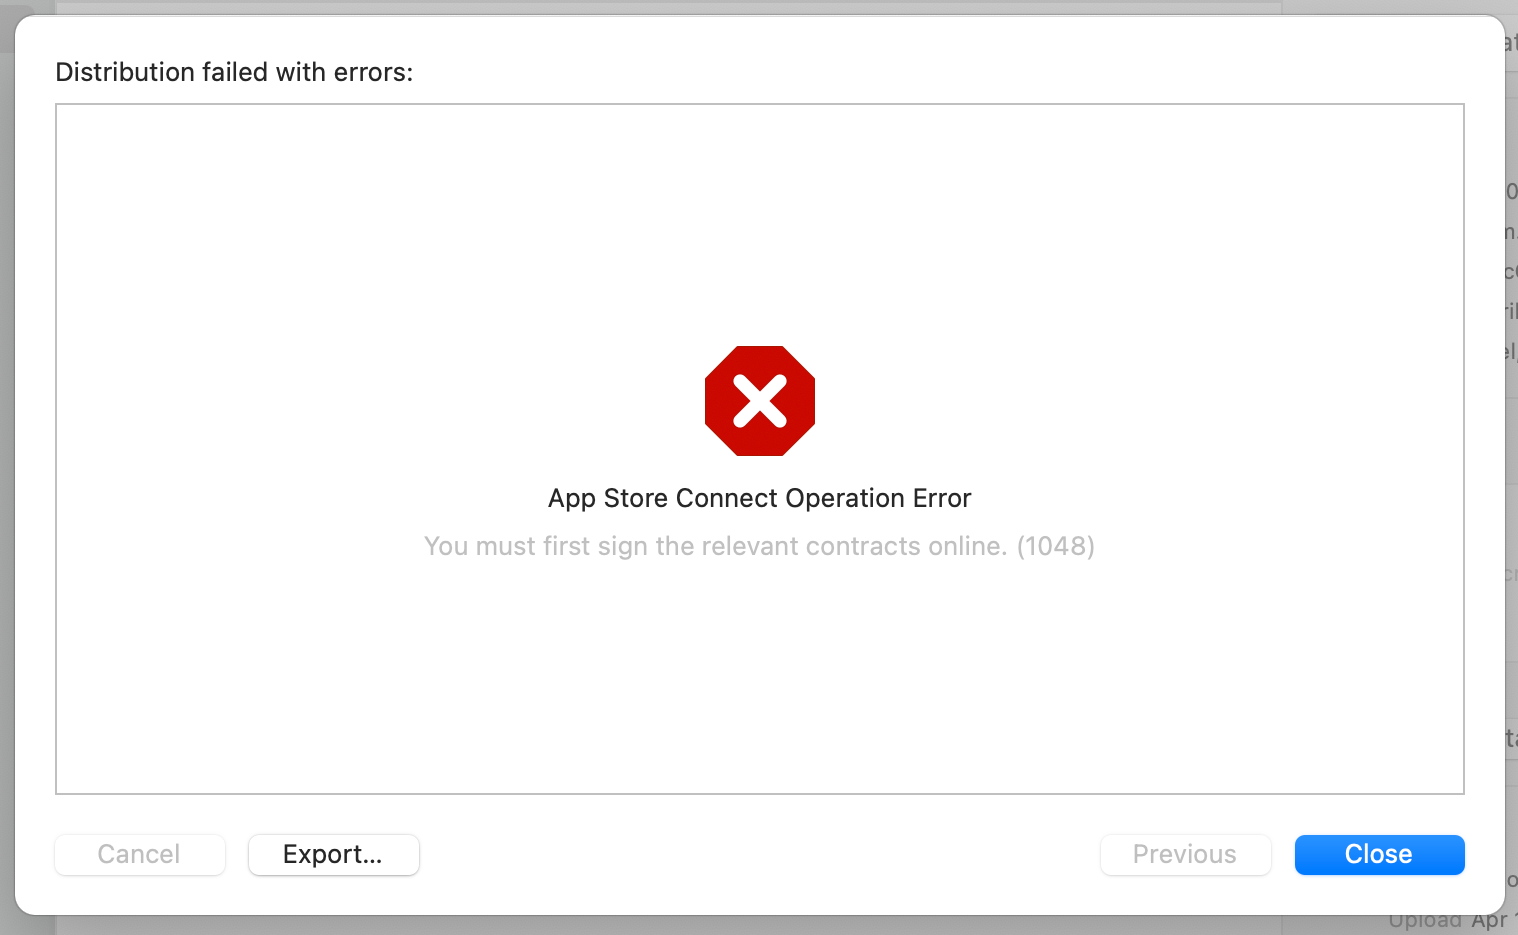 Distribution failed with errors:
App Store Connect Operation Error
You must first sign the relevant contracts online. (1048)
Cancel
Export...
Previous
Close
Upload Apr